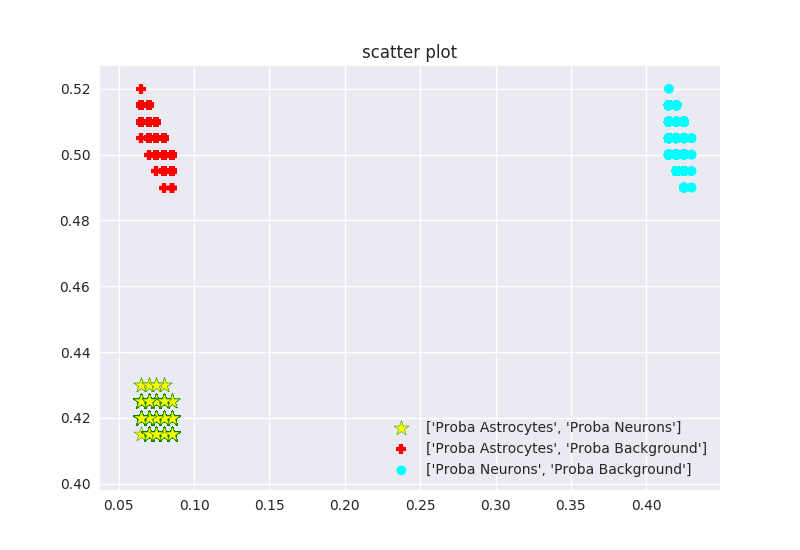 scatter plot
0.52
0.50
0.48
0.46
0.44
0.42
0.40
['Proba Astrocytes', 'Proba Neurons']
['Proba Astrocytes', 'Proba Background']
['Proba Neurons', 'Proba Background']
0.05 0.10 0.15 0.20 0.25 0.30 0.35 0.40